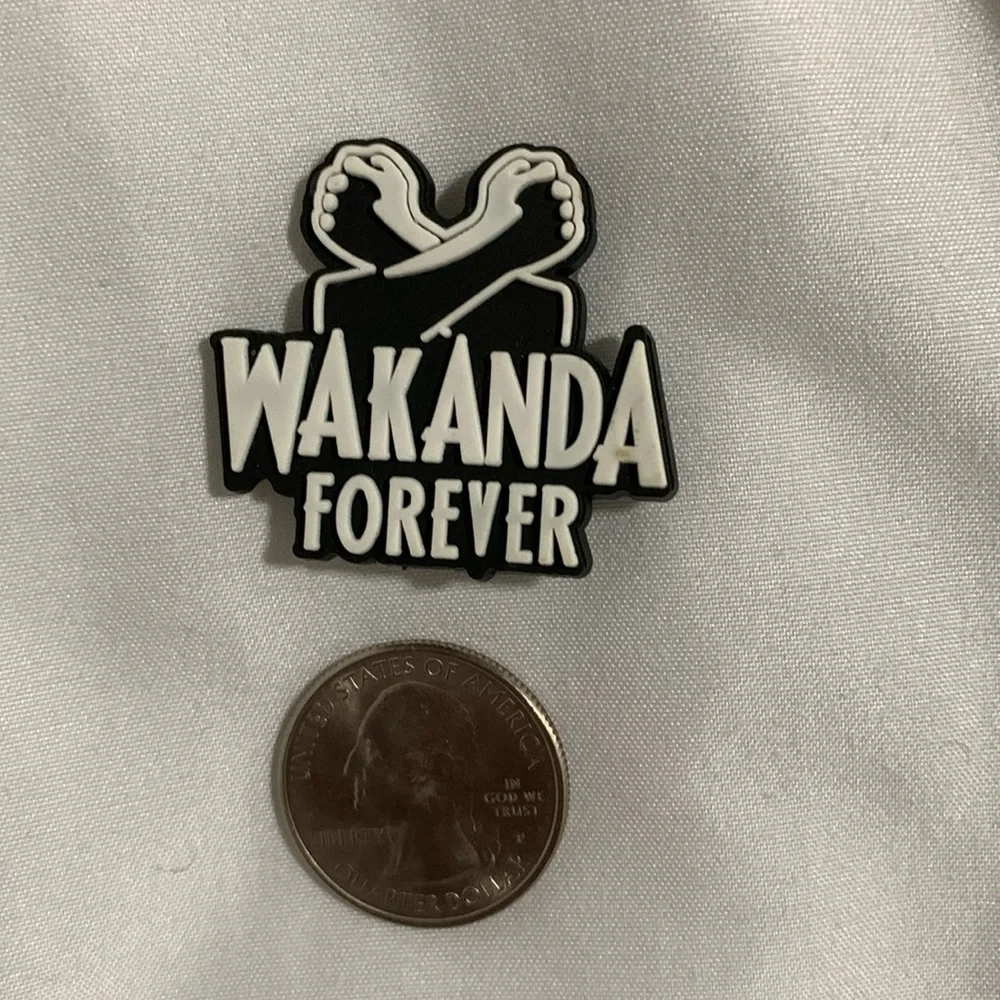 WAKANDA
FOREVER
UNITED STATES OF AMERICA
IN
GOD WE
TRUST
LIBERTY
P
QUARTER DOLLAR